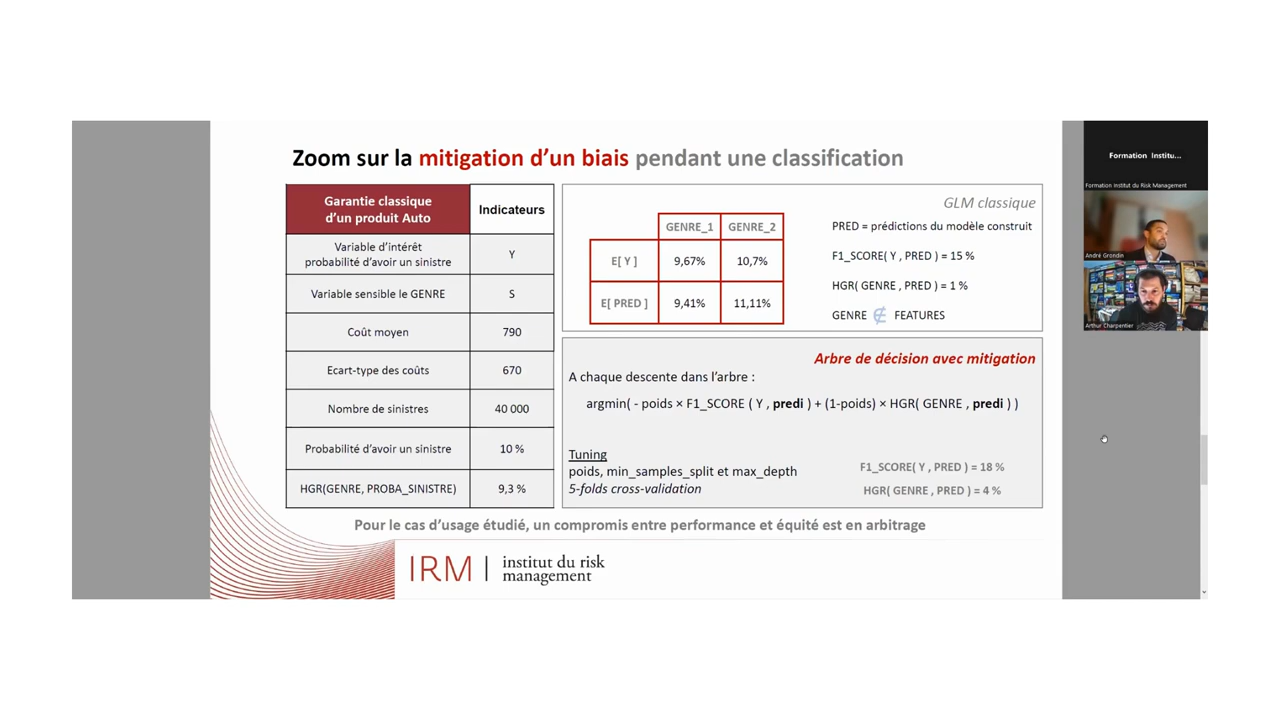 Zoom sur la mitigation d'un biais pendant une classification
Garantie classique
d'un produit Auto
Indicateurs
Variable d'intérêt
probabilité d'avoir un sinistre
Y
Variable sensible le GENRE
S
Coût moyen
790
Ecart-type des coûts
670
Nombre de sinistres
40 000
Probabilité d'avoir un sinistre
10 %
HGR(GENRE, PROBA_SINISTRE)
9,3 %
GLM classique
GENRE_1
GENRE_2
E[ Y ]
9,67%
10,7%
E[ PRED ]
9,41%
11,11%
PRED = prédictions du modèle construit
F1_SCORE( Y , PRED ) = 15 %
HGR( GENRE , PRED ) = 1 %
GENRE ∉ FEATURES
Arbre de décision avec mitigation
A chaque descente dans l'arbre :
argmin( - poids × F1_SCORE ( Y , predi ) + (1-poids) × HGR( GENRE , predi ) )
Tuning
poids, min_samples_split et max_depth
5-folds cross-validation
F1_SCORE( Y , PRED ) = 18 %
HGR( GENRE , PRED ) = 4 %
Pour le cas d'usage étudié, un compromis entre performance et équité est en arbitrage
IRM | institut du risk
management
Formation Institu...
Formation Institut du Risk Management
André Grondin
Arthur Charpentier